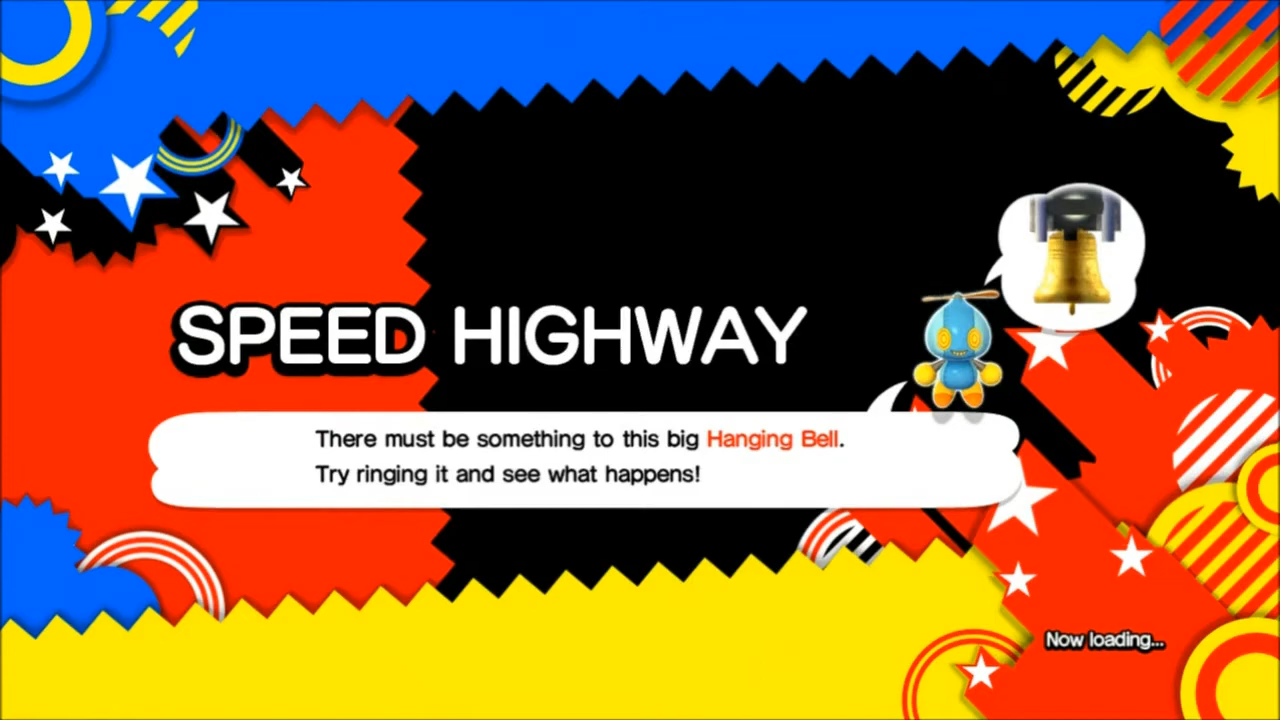 SPEED HIGHWAY
There must be something to this big Hanging Bell.
Try ringing it and see what happens!
Now loading...